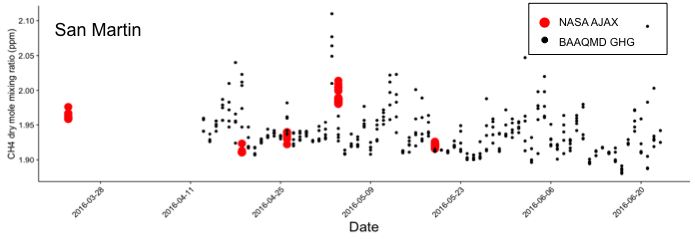 San Martin
NASA AJAX
BAAQMD GHG
CH4 dry mole mixing ratio (ppm)
2.10
2.05
2.00
1.95
1.90
2016-03-28
2016-04-11
2016-04-25
2016-05-09
2016-05-23
2016-06-06
2016-06-20
Date